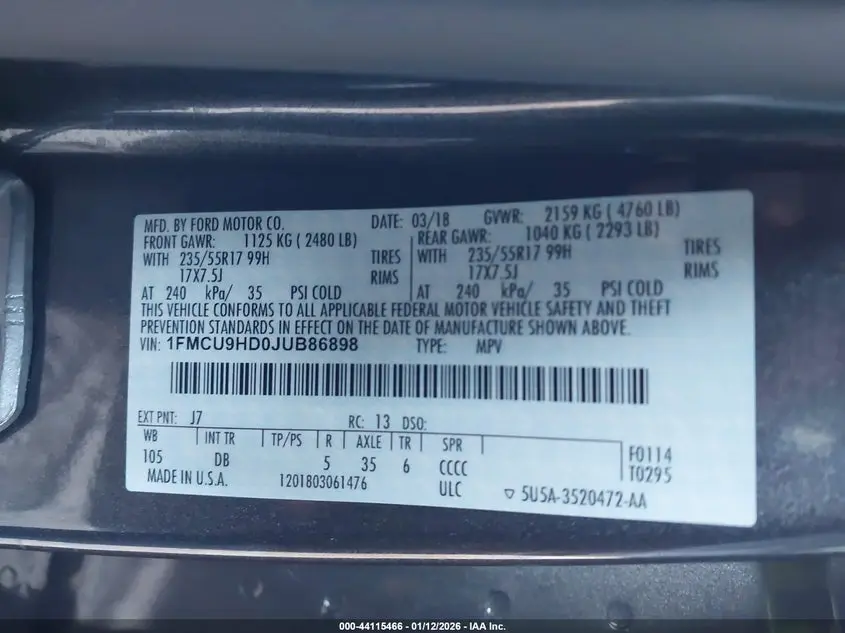 MFD. BY FORD MOTOR CO. DATE: 03/18 GVWR: 2159 KG ( 4760 LB)
FRONT GAWR: 1125 KG ( 2480 LB) REAR GAWR: 1040 KG ( 2293 LB)
WITH 235/55R17 99H TIRES WITH 235/55R17 99H TIRES
17X7.5J RIMS 17X7.5J RIMS
AT 240 kPa/ 35 PSI COLD AT 240 kPa/ 35 PSI COLD
THIS VEHICLE CONFORMS TO ALL APPLICABLE FEDERAL MOTOR VEHICLE SAFETY AND THEFT
PREVENTION STANDARDS IN EFFECT ON THE DATE OF MANUFACTURE SHOWN ABOVE.
VIN: 1FMCU9HD0JUB86898 TYPE: MPV
EXT PNT: J7 RC: 13 DSO:
WB INT TR TP/PS R AXLE TR SPR
105 DB 5 35 6 CCCC F0114
T0295
MADE IN U.S.A. 1201803061476 ULC ▽ 5U5A-3520472-AA
000-44115466 - 01/12/2026 - IAA Inc.